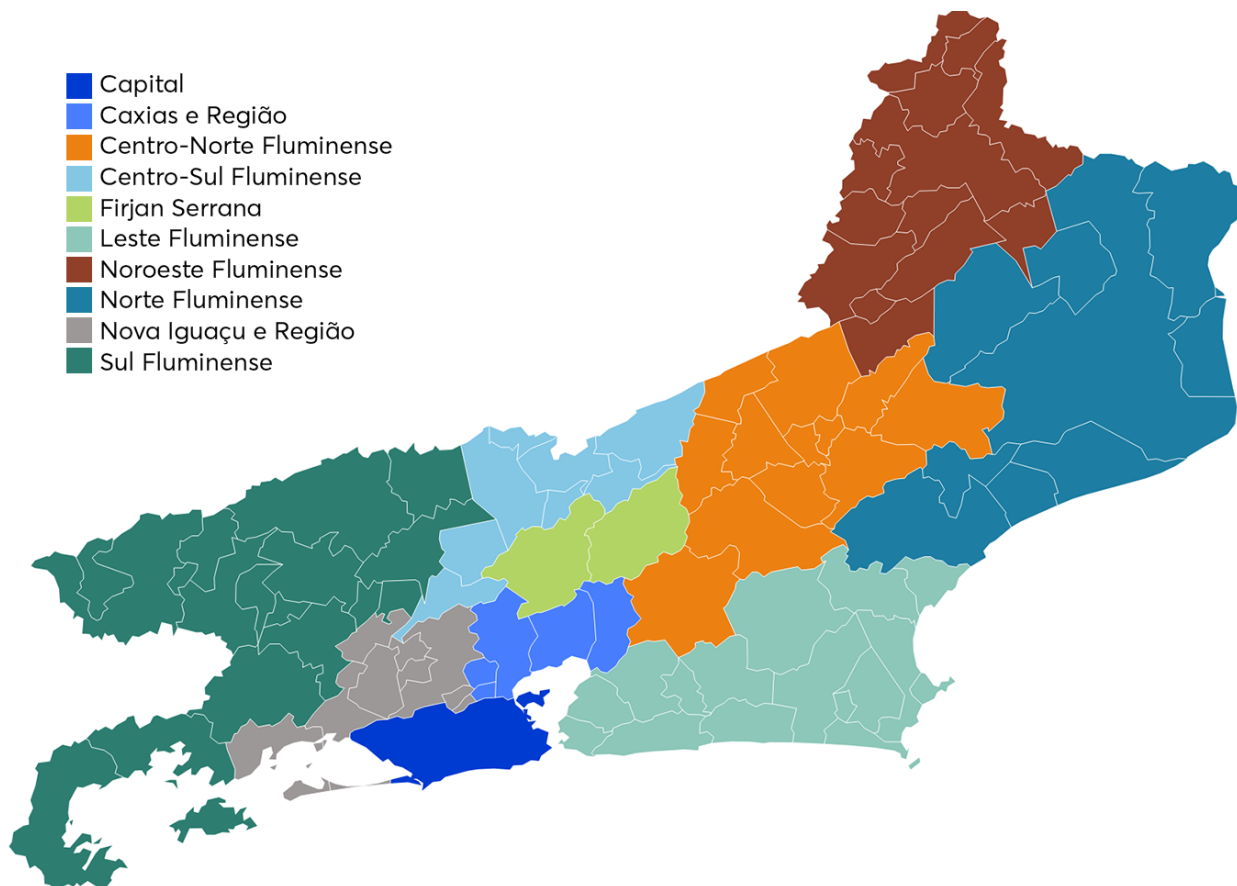 Capital
Caxias e Região
Centro-Norte Fluminense
Centro-Sul Fluminense
Firjan Serrana
Leste Fluminense
Noroeste Fluminense
Norte Fluminense
Nova Iguaçu e Região
Sul Fluminense